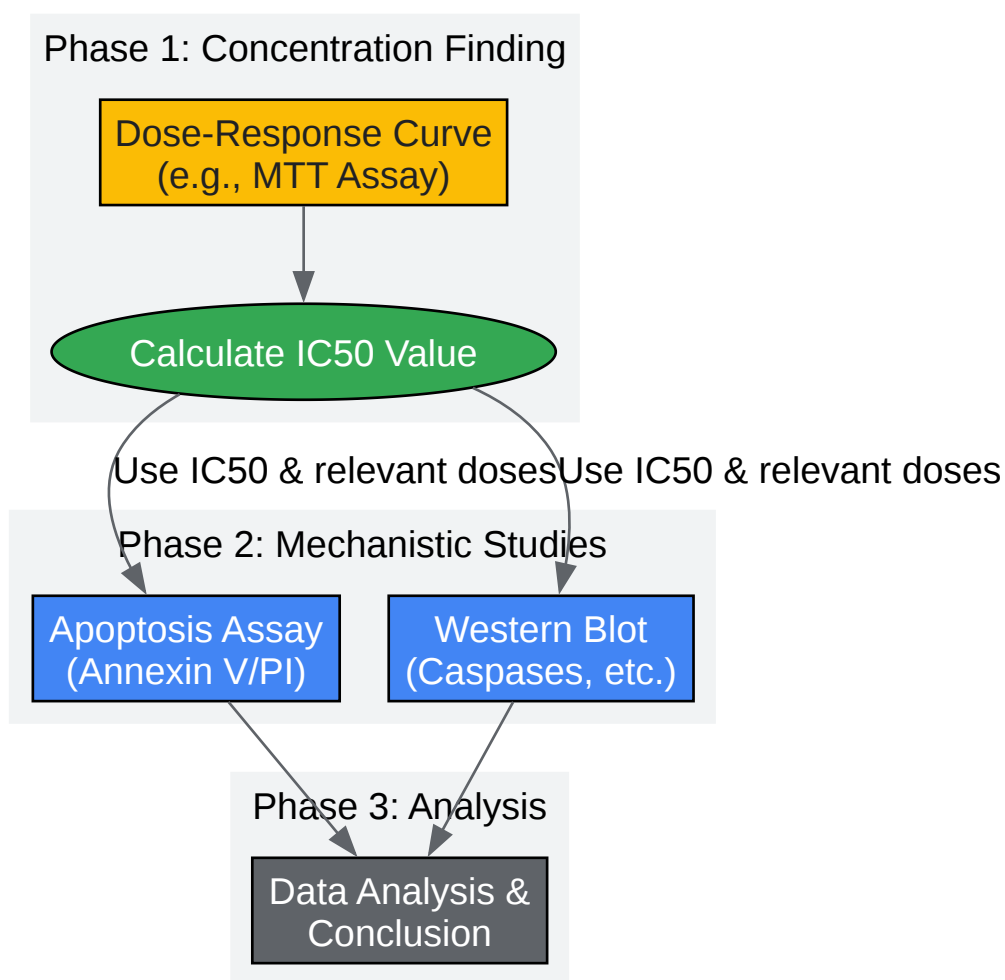 Phase 1: Concentration Finding
Dose-Response Curve
(e.g., MTT Assay)
Calculate IC50 Value
Use IC50 & relevant doses
Use IC50 & relevant doses
Phase 2: Mechanistic Studies
Apoptosis Assay
(Annexin V/PI)
Western Blot
(Caspases, etc.)
Phase 3: Analysis
Data Analysis &
Conclusion